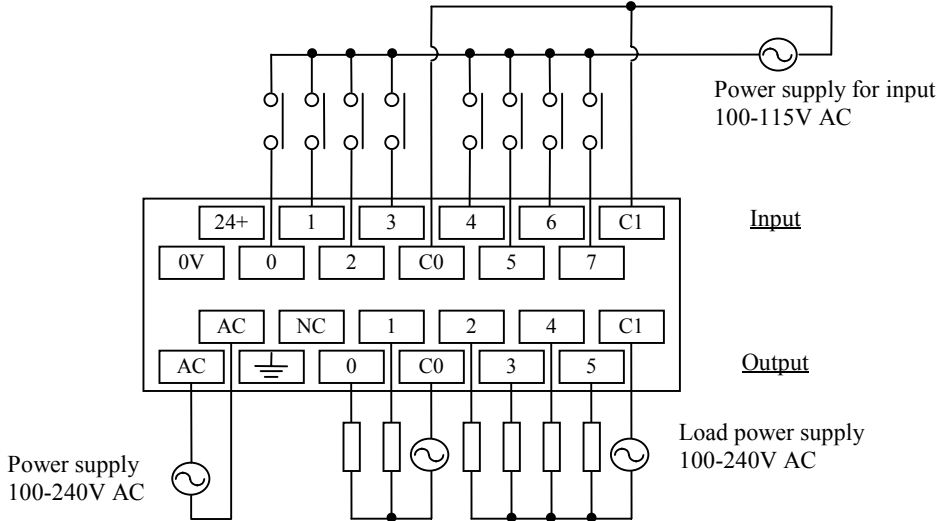 Power supply for input
100-115V AC
24+ 1 3 4 6 C1
Input
0V 0 2 C0 5 7
AC NC 1 2 4 C1
AC 0 C0 3 5
Output
Load power supply
100-240V AC
Power supply
100-240V AC